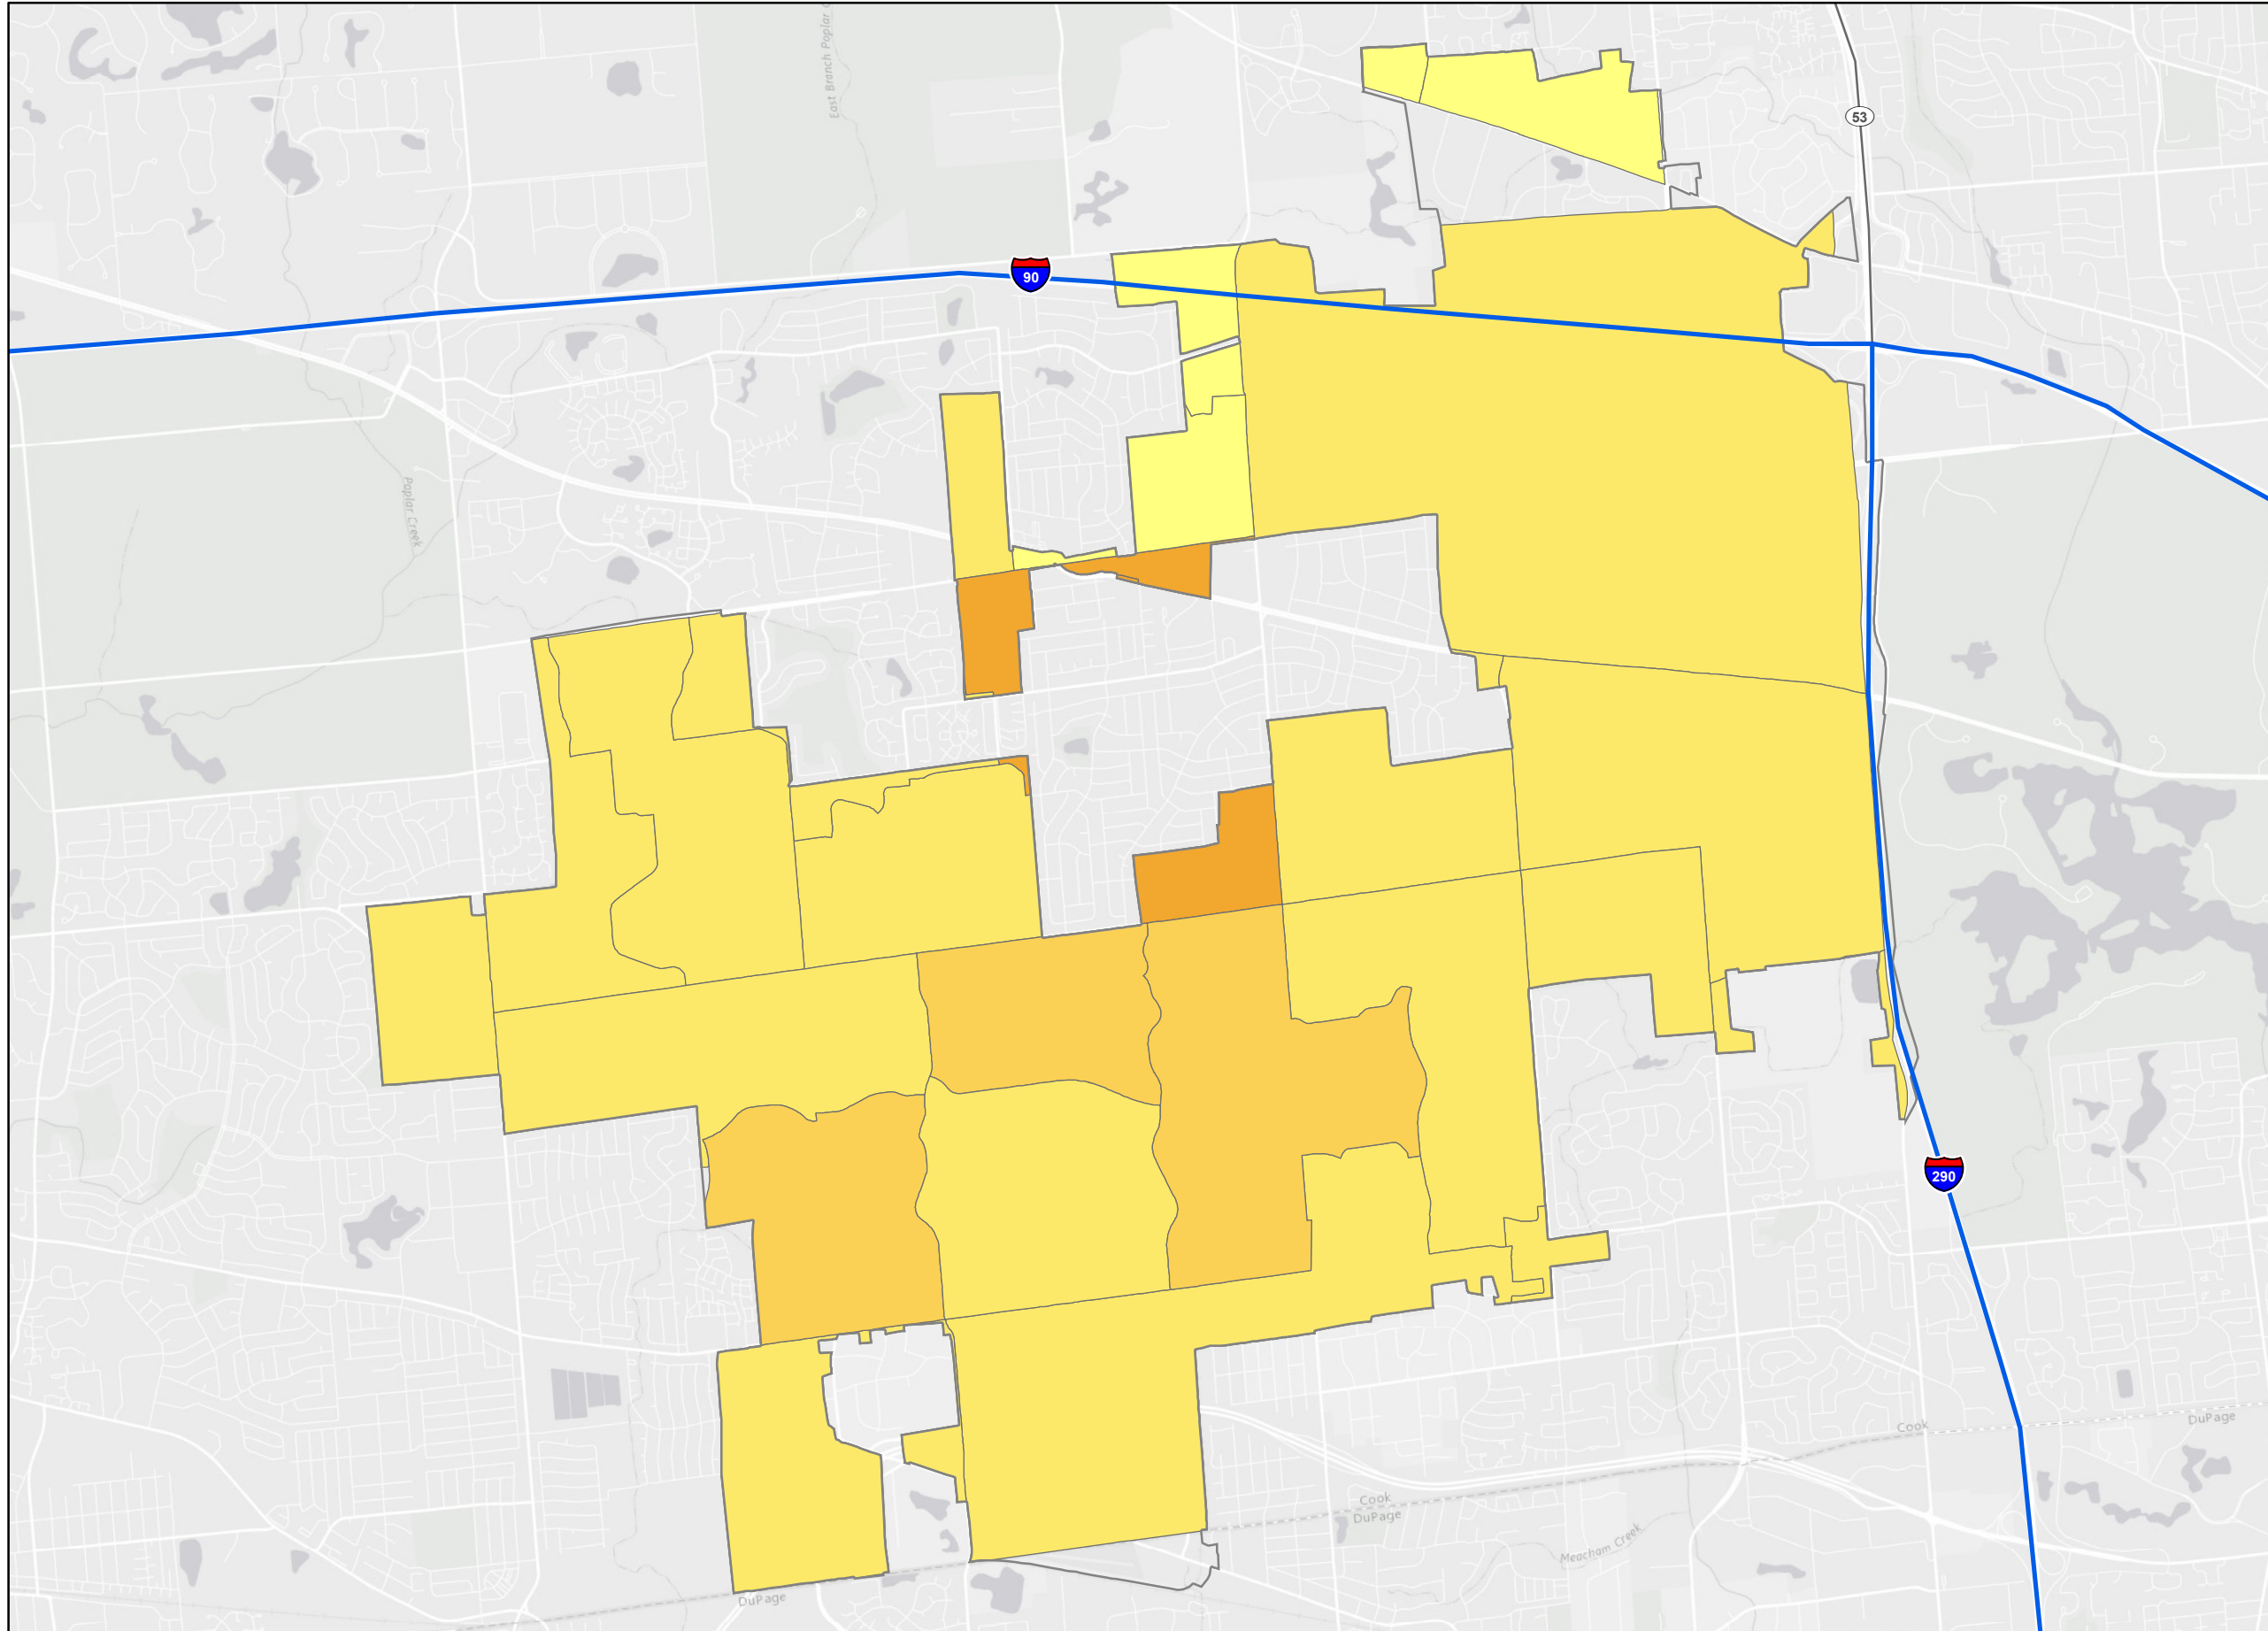 East Branch Poplar C
53
90
Poplar Creek
290
Cook
DuPage
Cook
DuPage
Meacham Creek
DuPage